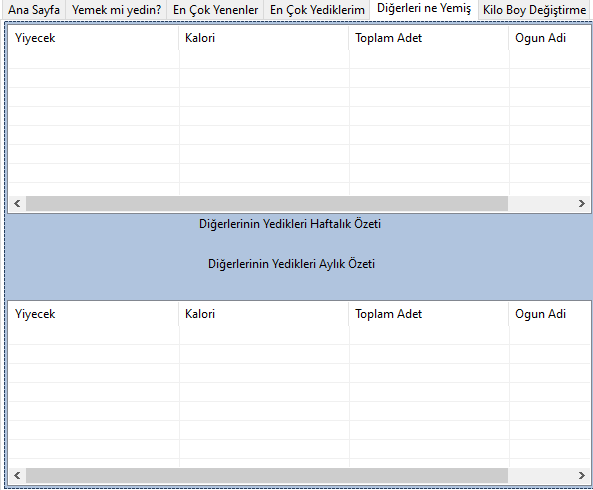 Ana Sayfa Yemek mi yedin? En Çok Yenenler En Çok Yediklerim Diğerleri ne Yemiş Kilo Boy Değiştirme
Yiyecek Kalori Toplam Adet Ogun Adi
Diğerlerinin Yedikleri Haftalık Özeti
Diğerlerinin Yedikleri Aylık Özeti
Yiyecek Kalori Toplam Adet Ogun Adi